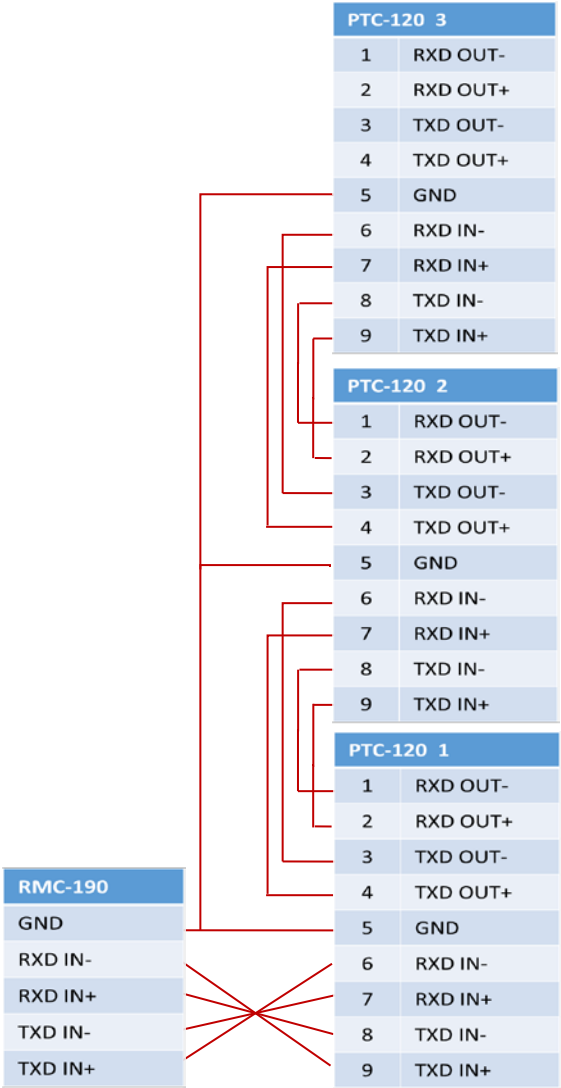 PTC-120 3
1 RXD OUT-
2 RXD OUT+
3 TXD OUT-
4 TXD OUT+
5 GND
6 RXD IN-
7 RXD IN+
8 TXD IN-
9 TXD IN+
PTC-120 2
1 RXD OUT-
2 RXD OUT+
3 TXD OUT-
4 TXD OUT+
5 GND
6 RXD IN-
7 RXD IN+
8 TXD IN-
9 TXD IN+
PTC-120 1
1 RXD OUT-
2 RXD OUT+
3 TXD OUT-
4 TXD OUT+
5 GND
6 RXD IN-
7 RXD IN+
8 TXD IN-
9 TXD IN+
RMC-190
GND
RXD IN-
RXD IN+
TXD IN-
TXD IN+